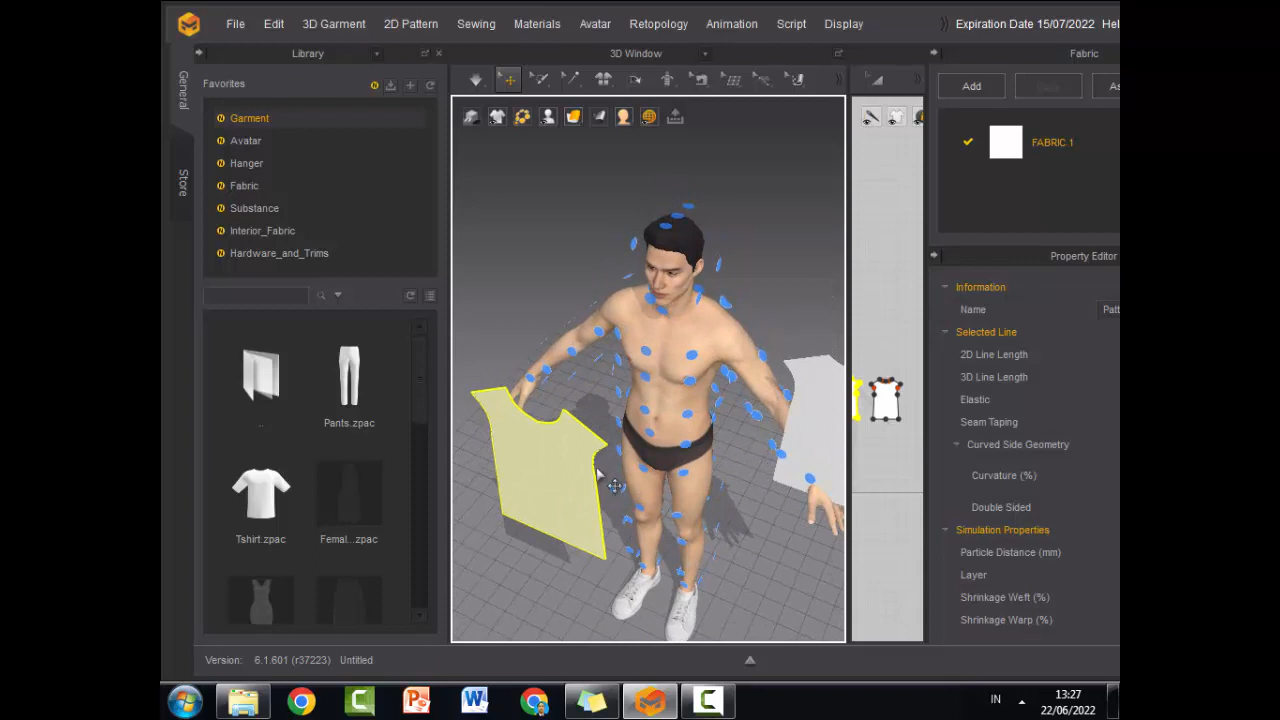 File Edit 3D Garment 2D Pattern Sewing Materials Avatar Retopology Animation Script Display Expiration Date 15/07/2022 Hel
Library
3D Window
Fabric
General
Store
Favorites
Garment
Avatar
Hanger
Fabric
Substance
Interior_Fabric
Hardware_and_Trims
..
Pants.zpac
Tshirt.zpac
Femal...zpac
Add
As
FABRIC 1
Property Editor
Information
Name
Patt
Selected Line
2D Line Length
3D Line Length
Elastic
Seam Taping
Curved Side Geometry
Curvature (%)
Double Sided
Simulation Properties
Particle Distance (mm)
Layer
Shrinkage Weft (%)
Shrinkage Warp (%)
Version: 6.1.601 (r37223) Untitled
IN
13:27
22/06/2022